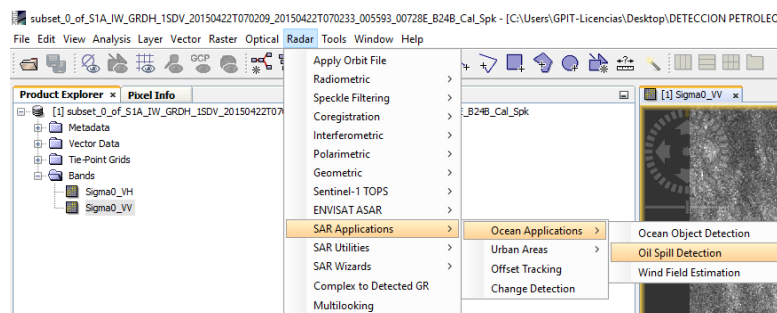 subset_0_of_S1A_IW_GRDH_1SDV_20150422T070209_20150422T070233_005593_00728E_B24B_Cal_Spk - [C:\Users\GPIT-Licencias\Desktop\DETECCION PETROLEO
File Edit View Analysis Layer Vector Raster Optical Radar Tools Window Help
GCP
Apply Orbit File
Product Explorer × Pixel Info
Radiometric >
[1] Sigma0_VV ×
[1] subset_0_of_S1A_IW_GRDH_1SDV_20150422T07
Speckle Filtering >
E_B24B_Cal_Spk
Metadata
Coregistration >
Vector Data
Interferometric >
Tie-Point Grids
Polarimetric >
Bands
Geometric >
Sigma0_VH
Sentinel-1 TOPS >
Sigma0_VV
ENVISAT ASAR >
SAR Applications >
Ocean Applications >
Ocean Object Detection
SAR Utilities >
Urban Areas >
Oil Spill Detection
SAR Wizards >
Offset Tracking
Wind Field Estimation
Complex to Detected GR
Change Detection
Multilooking